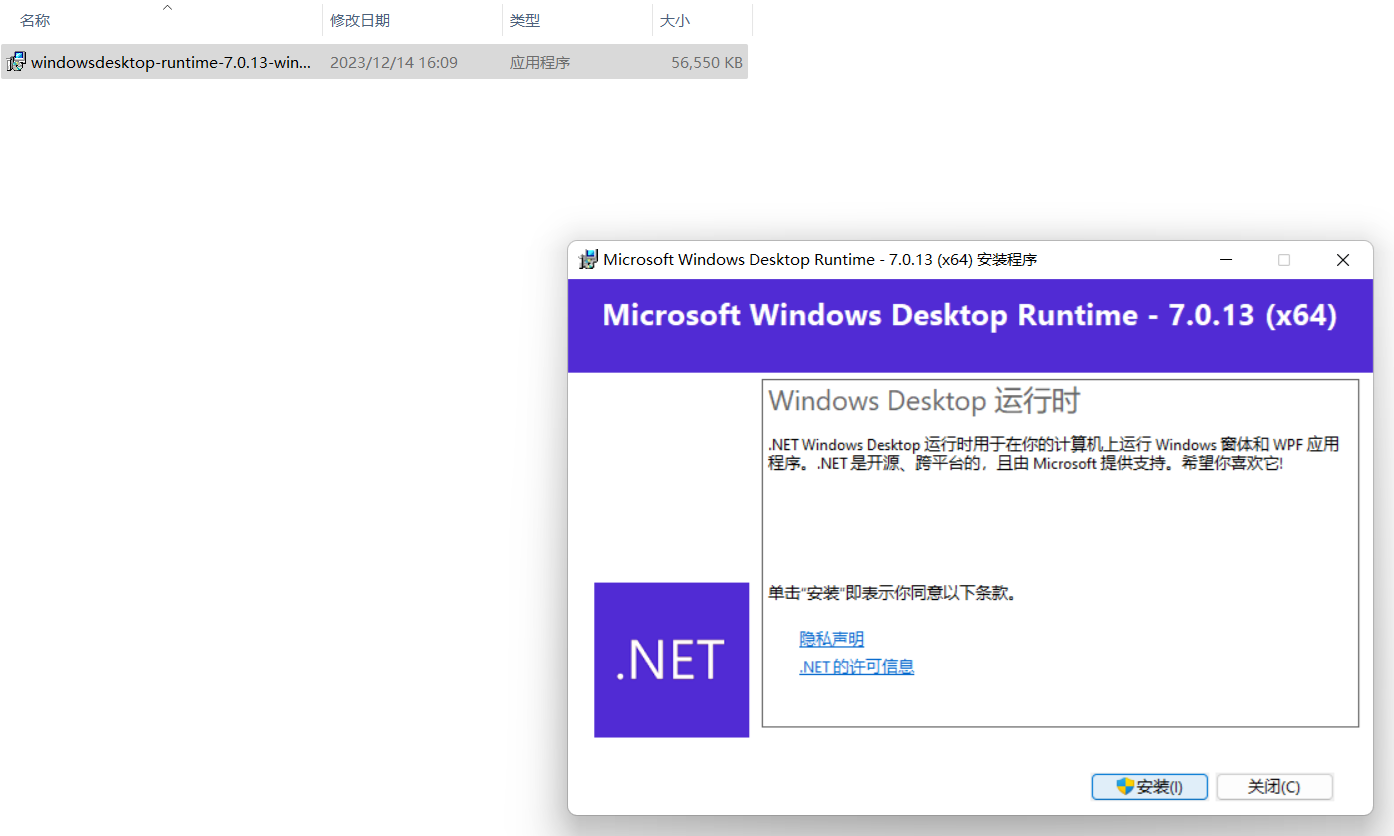 名称 修改日期 类型 大小
windowsdesktop-runtime-7.0.13-win... 2023/12/14 16:09 应用程序 56,550 KB
Microsoft Windows Desktop Runtime - 7.0.13 (x64) 安装程序
Microsoft Windows Desktop Runtime - 7.0.13 (x64)
Windows Desktop 运行时
.NET Windows Desktop 运行时用于在你的计算机上运行 Windows 窗体和 WPF 应用
程序。.NET 是开源、跨平台的，且由 Microsoft 提供支持。希望你喜欢它!
单击"安装"即表示你同意以下条款。
隐私声明
.NET 的许可信息
.NET
安装(I) 关闭(C)